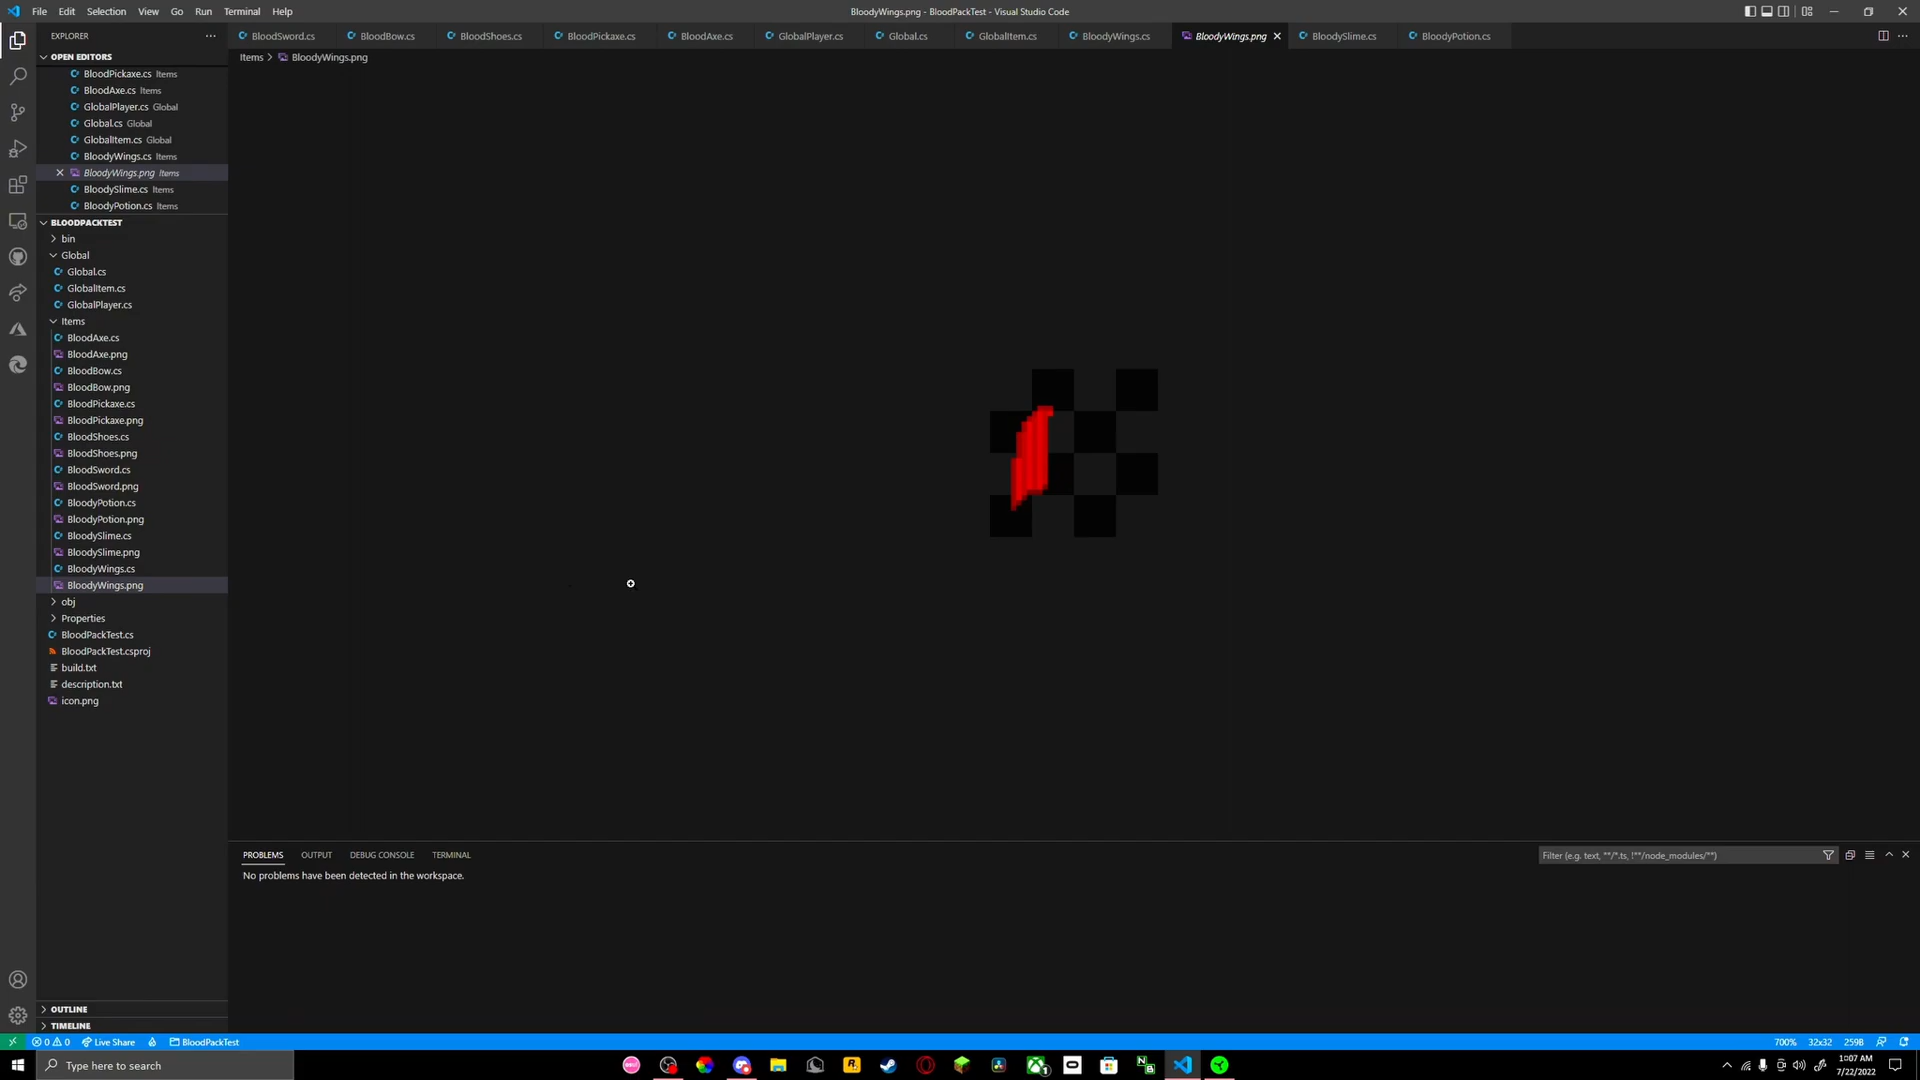 File Edit Selection View Go Run Terminal Help
BloodyWings.png - BloodPackTest - Visual Studio Code
EXPLORER
BloodSword.cs BloodBow.cs BloodShoes.cs BloodPickaxe.cs BloodAxe.cs GlobalPlayer.cs Global.cs GlobalItem.cs BloodyWings.cs BloodyWings.png BloodySlime.cs BloodyPotion.cs
Items > BloodyWings.png
OPEN EDITORS
BloodPickaxe.cs Items
BloodAxe.cs Items
GlobalPlayer.cs Global
Global.cs Global
GlobalItem.cs Global
BloodyWings.cs Items
BloodyWings.png Items
BloodySlime.cs Items
BloodyPotion.cs Items
BLOODPACKTEST
bin
Global
Global.cs
GlobalItem.cs
GlobalPlayer.cs
Items
BloodAxe.cs
BloodAxe.png
BloodBow.cs
BloodBow.png
BloodPickaxe.cs
BloodPickaxe.png
BloodShoes.cs
BloodShoes.png
BloodSword.cs
BloodSword.png
BloodyPotion.cs
BloodyPotion.png
BloodySlime.cs
BloodySlime.png
BloodyWings.cs
BloodyWings.png
obj
Properties
BloodPackTest.cs
BloodPackTest.csproj
build.txt
description.txt
icon.png
PROBLEMS OUTPUT DEBUG CONSOLE TERMINAL
Filter (e.g. text, **/*.ts, !**/node_modules/**)
No problems have been detected in the workspace.
OUTLINE
TIMELINE
0 0 Live Share BloodPackTest
700% 32x32 259B
Type here to search
1:07 AM
7/22/2022